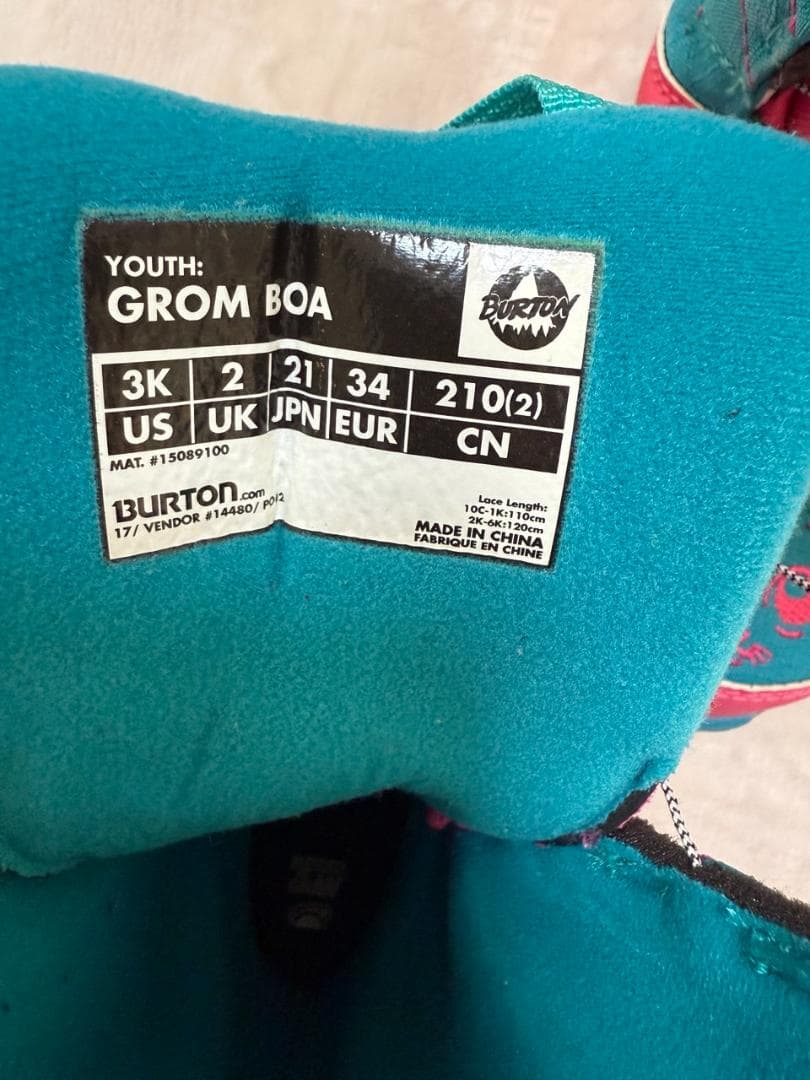 YOUTH:
GROM BOA
BURTON
3K 2 21 34 210(2)
US UK JPN EUR CN
MAT. #15089100
BURTON.com
17/ VENDOR #14480/
Lace Length:
10C-1K:110cm
2K-6K:120cm
MADE IN CHINA
FABRIQUE EN CHINE